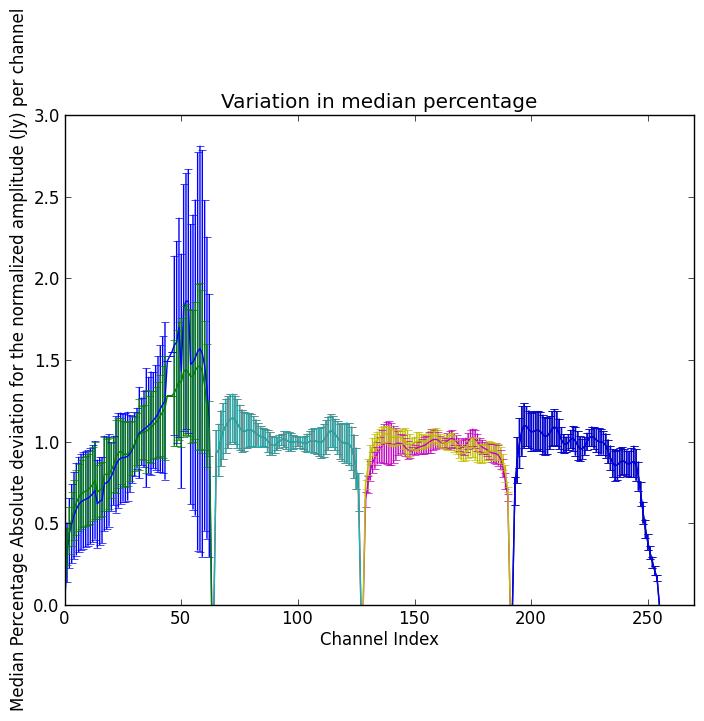 Variation in median percentage
Median Percentage Absolute deviation for the normalized amplitude (Jy) per channel
3.0
2.5
2.0
1.5
1.0
0.5
0.0
0 50 100 150 200 250
Channel Index